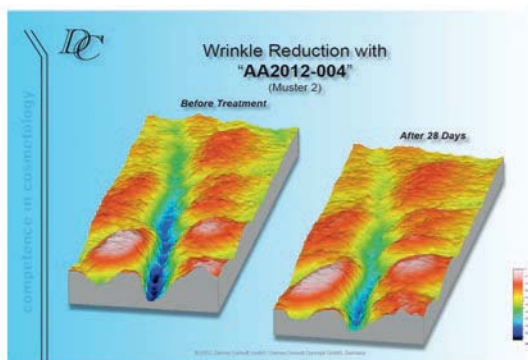 DC
Wrinkle Reduction with
"AA2012-004"
(Muster 2)
Before Treatment
After 28 Days
competence in cosmetology